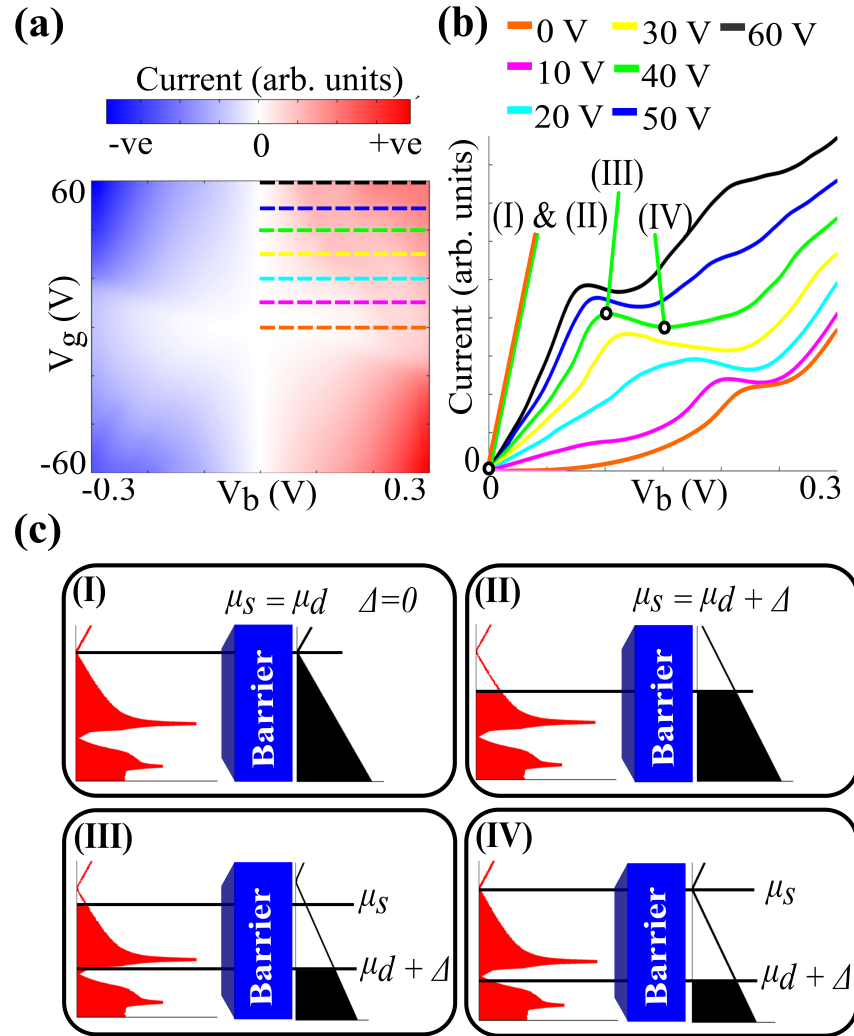 (a)
Current (arb. units)
-ve 0 +ve
60
Vg (V)
-60
-0.3 Vb (V) 0.3
(b)
0 V 30 V 60 V
10 V 40 V
20 V 50 V
Current (arb. units)
(I) & (II) (III) (IV)
0
0 Vb (V) 0.3
(c)
(I)
μs = μd Δ=0
Barrier
(II)
μs = μd + Δ
Barrier
(III)
μs
μd + Δ
Barrier
(IV)
μs
μd + Δ
Barrier